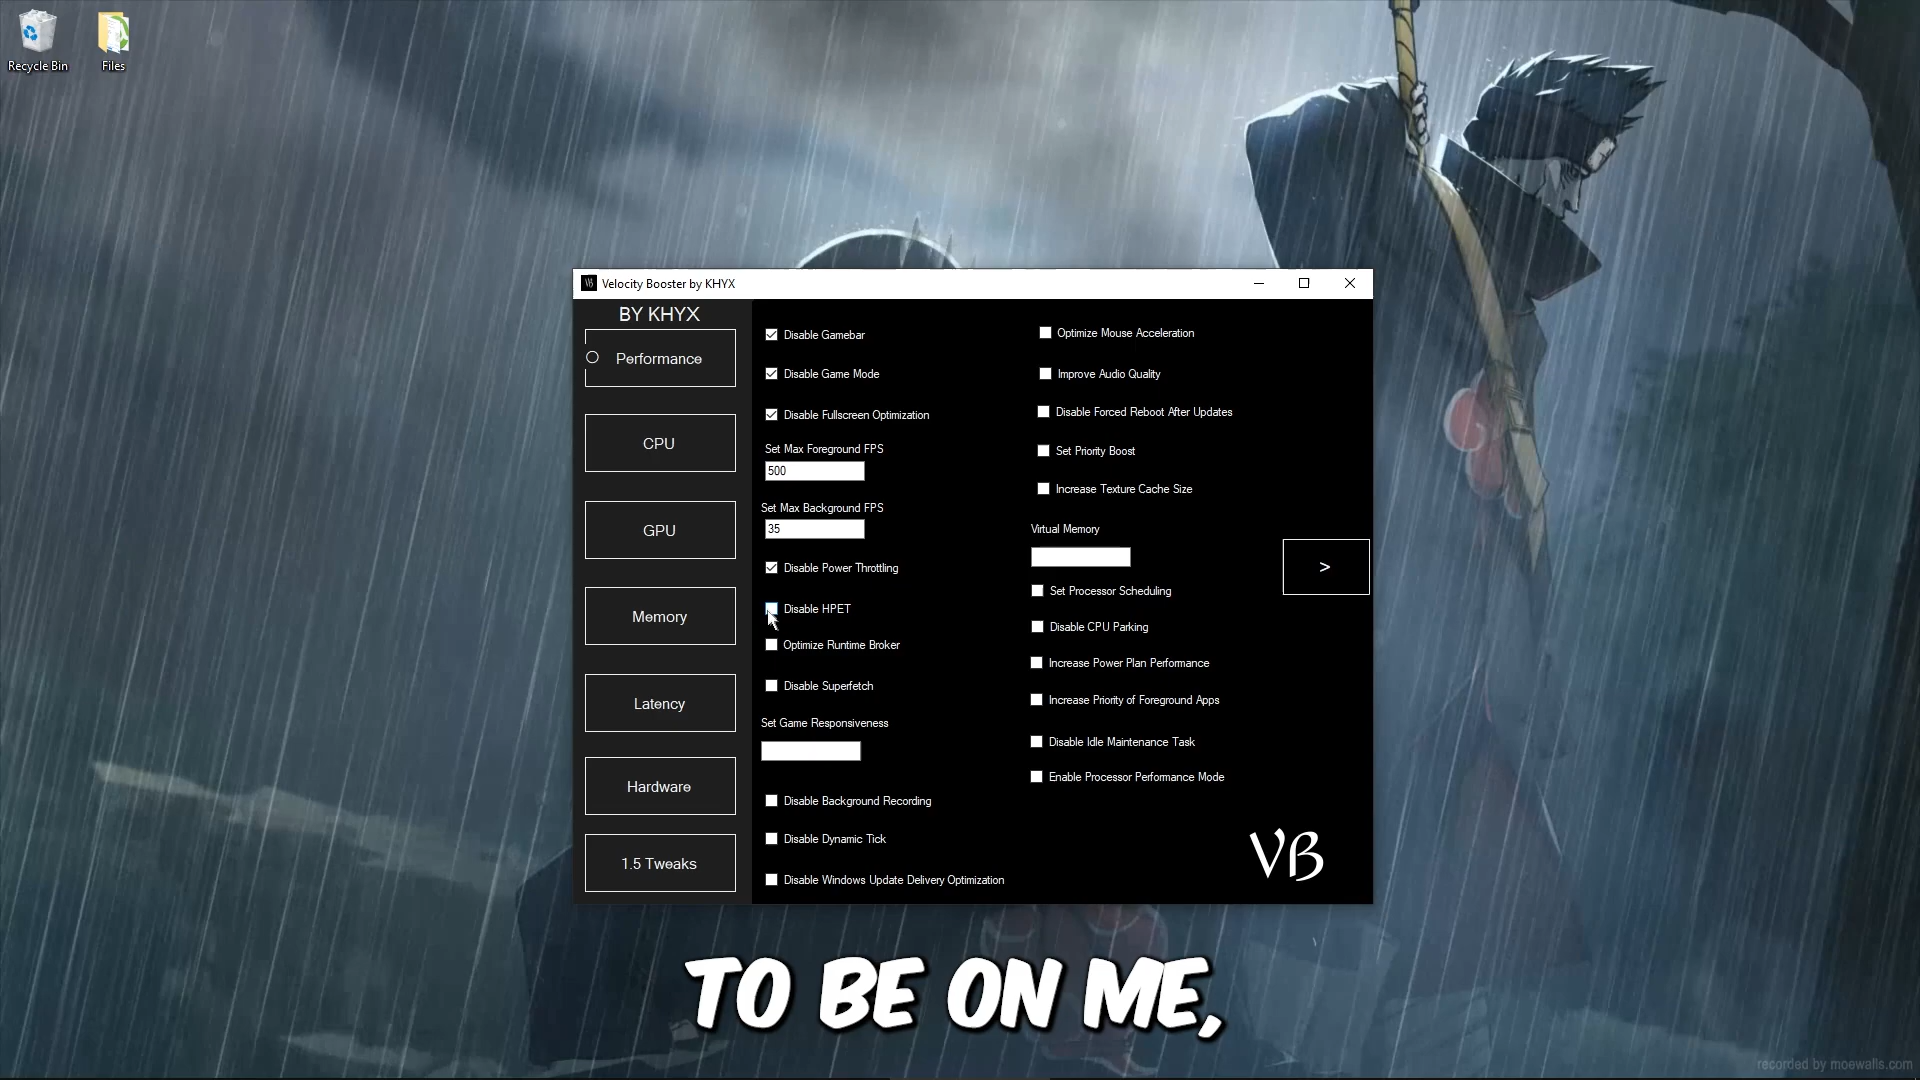 Recycle Bin
Files
Velocity Booster by KHYX
BY KHYX
Performance
CPU
GPU
Memory
Latency
Hardware
1.5 Tweaks
Disable Gamebar
Disable Game Mode
Disable Fullscreen Optimization
Set Max Foreground FPS
500
Set Max Background FPS
35
Disable Power Throttling
Disable HPET
Optimize Runtime Broker
Disable Superfetch
Set Game Responsiveness
Disable Background Recording
Disable Dynamic Tick
Disable Windows Update Delivery Optimization
Optimize Mouse Acceleration
Improve Audio Quality
Disable Forced Reboot After Updates
Set Priority Boost
Increase Texture Cache Size
Virtual Memory
Set Processor Scheduling
Disable CPU Parking
Increase Power Plan Performance
Increase Priority of Foreground Apps
Disable Idle Maintenance Task
Enable Processor Performance Mode
>
VB
TO BE ON ME,
recorded by moewalls.com